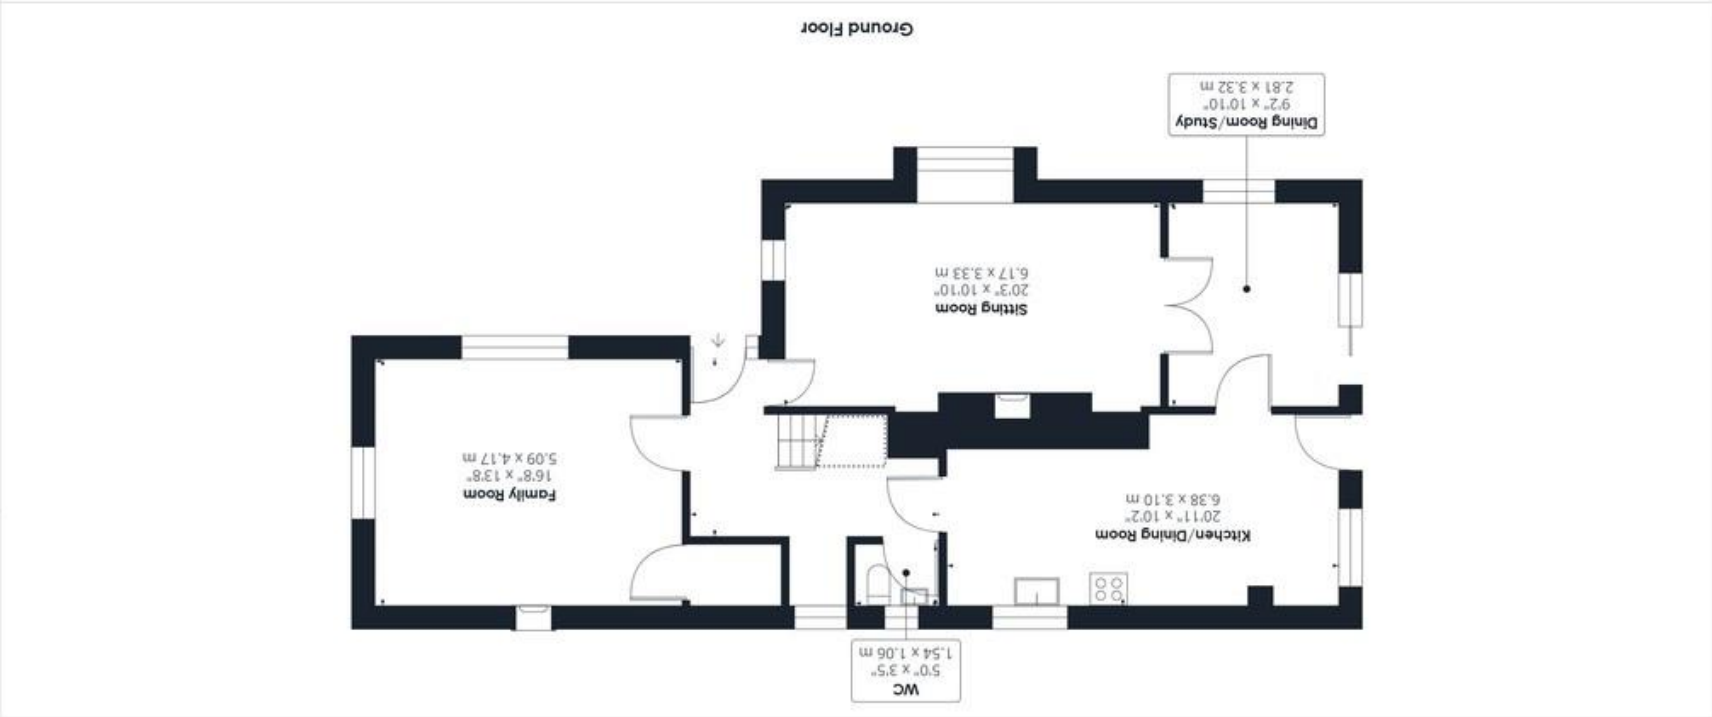 WC
5'0" x 3'5"
1.54 x 1.06 m
Kitchen/Dining Room
20'11" x 10'2"
6.38 x 3.10 m
Family Room
16'8" x 13'8"
5.09 x 4.17 m
Sitting Room
20'3" x 10'10"
6.17 x 3.33 m
Dining Room/Study
9'2" x 10'10"
2.81 x 3.32 m
Ground Floor